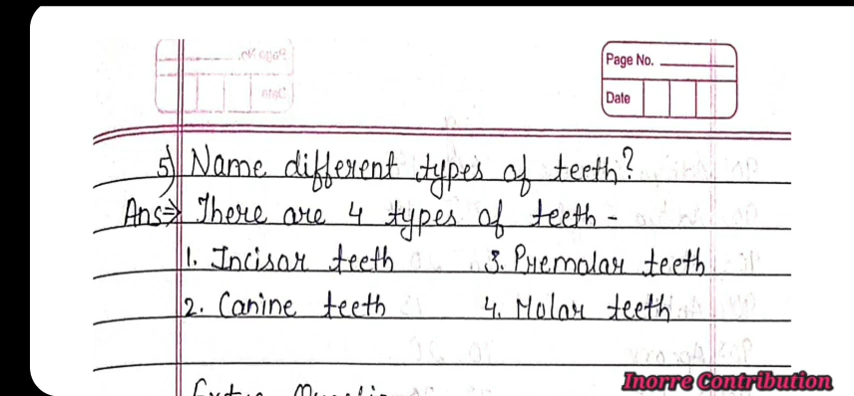 Page No.
Date
5) Name different types of teeth?
Ans⇒ There are 4 types of teeth -
1. Incisor teeth 3. Premolar teeth
2. Canine teeth 4. Molar teeth
Extra
Inorre Contribution